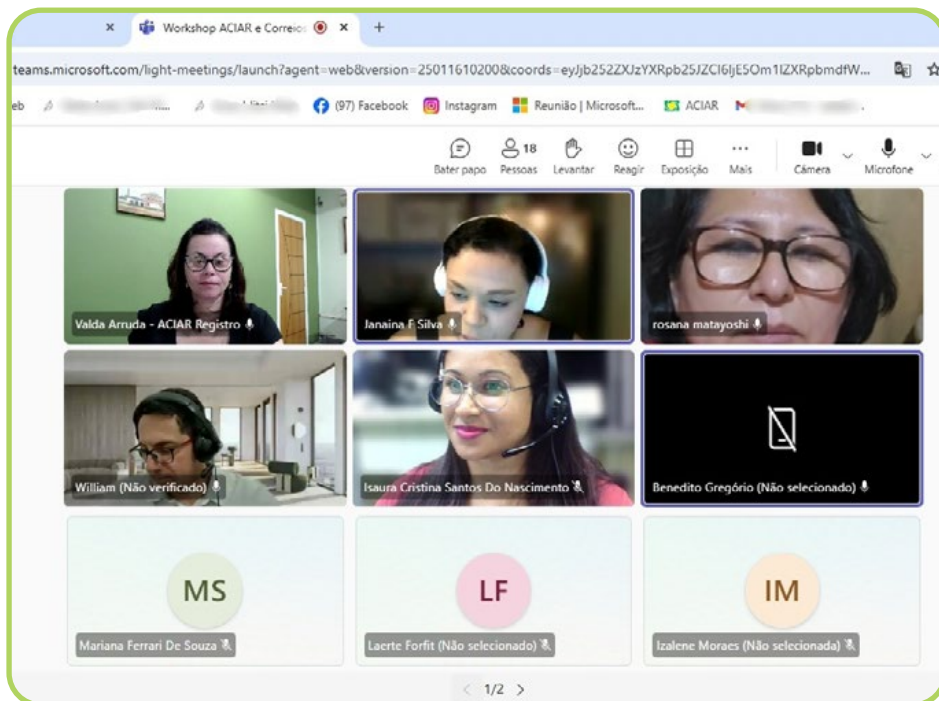 Workshop ACIAR e Correios
teams.microsoft.com/light-meetings/launch?agent=web&version=25011610200&coords=eyJjb252ZXJzYXRpb25JZCI6IjE5Om1lZXRpbmdfW...
eb (97) Facebook Instagram Reunião | Microsoft... ACIAR
18
Bater papo Pessoas Levantar Reagir Exposição Mais Câmera Microfone
Valda Arruda - ACIAR Registro Janaina F Silva rosana matayoshi
William (Não verificado) Isaura Cristina Santos Do Nascimento Benedito Gregório (Não selecionado)
MS LF IM
Mariana Ferrari De Souza Laerte Forfit (Não selecionado) Izalene Moraes (Não selecionada)
1/2